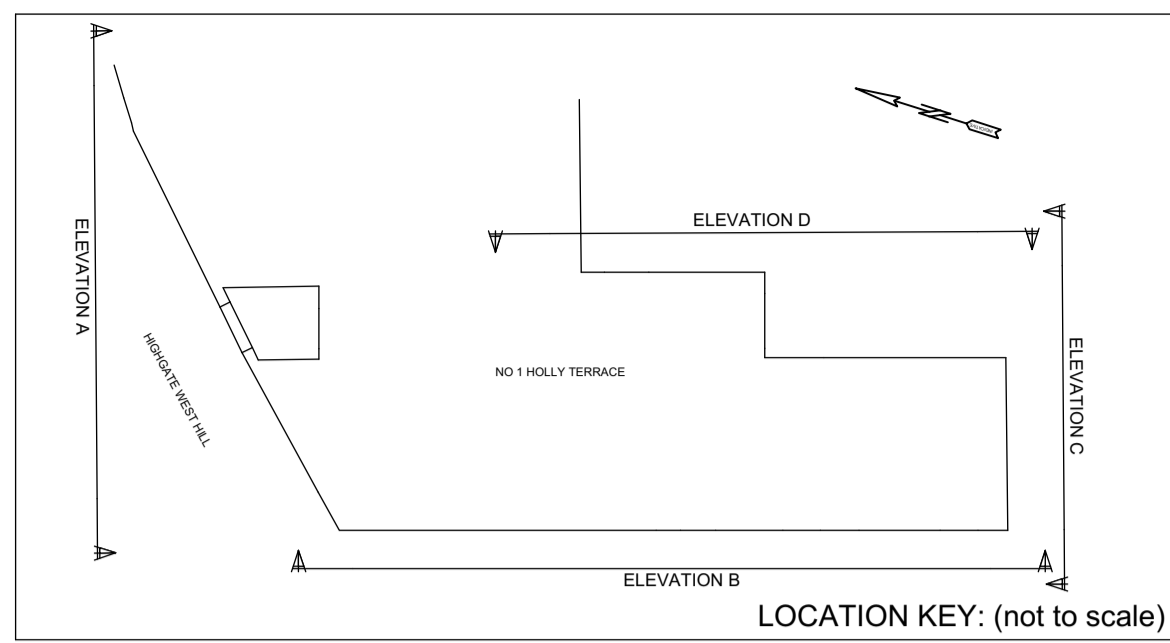 ELEVATION D
ELEVATION A
ELEVATION C
HIGHGATE WEST HILL
NO 1 HOLLY TERRACE
ELEVATION B
LOCATION KEY: (not to scale)